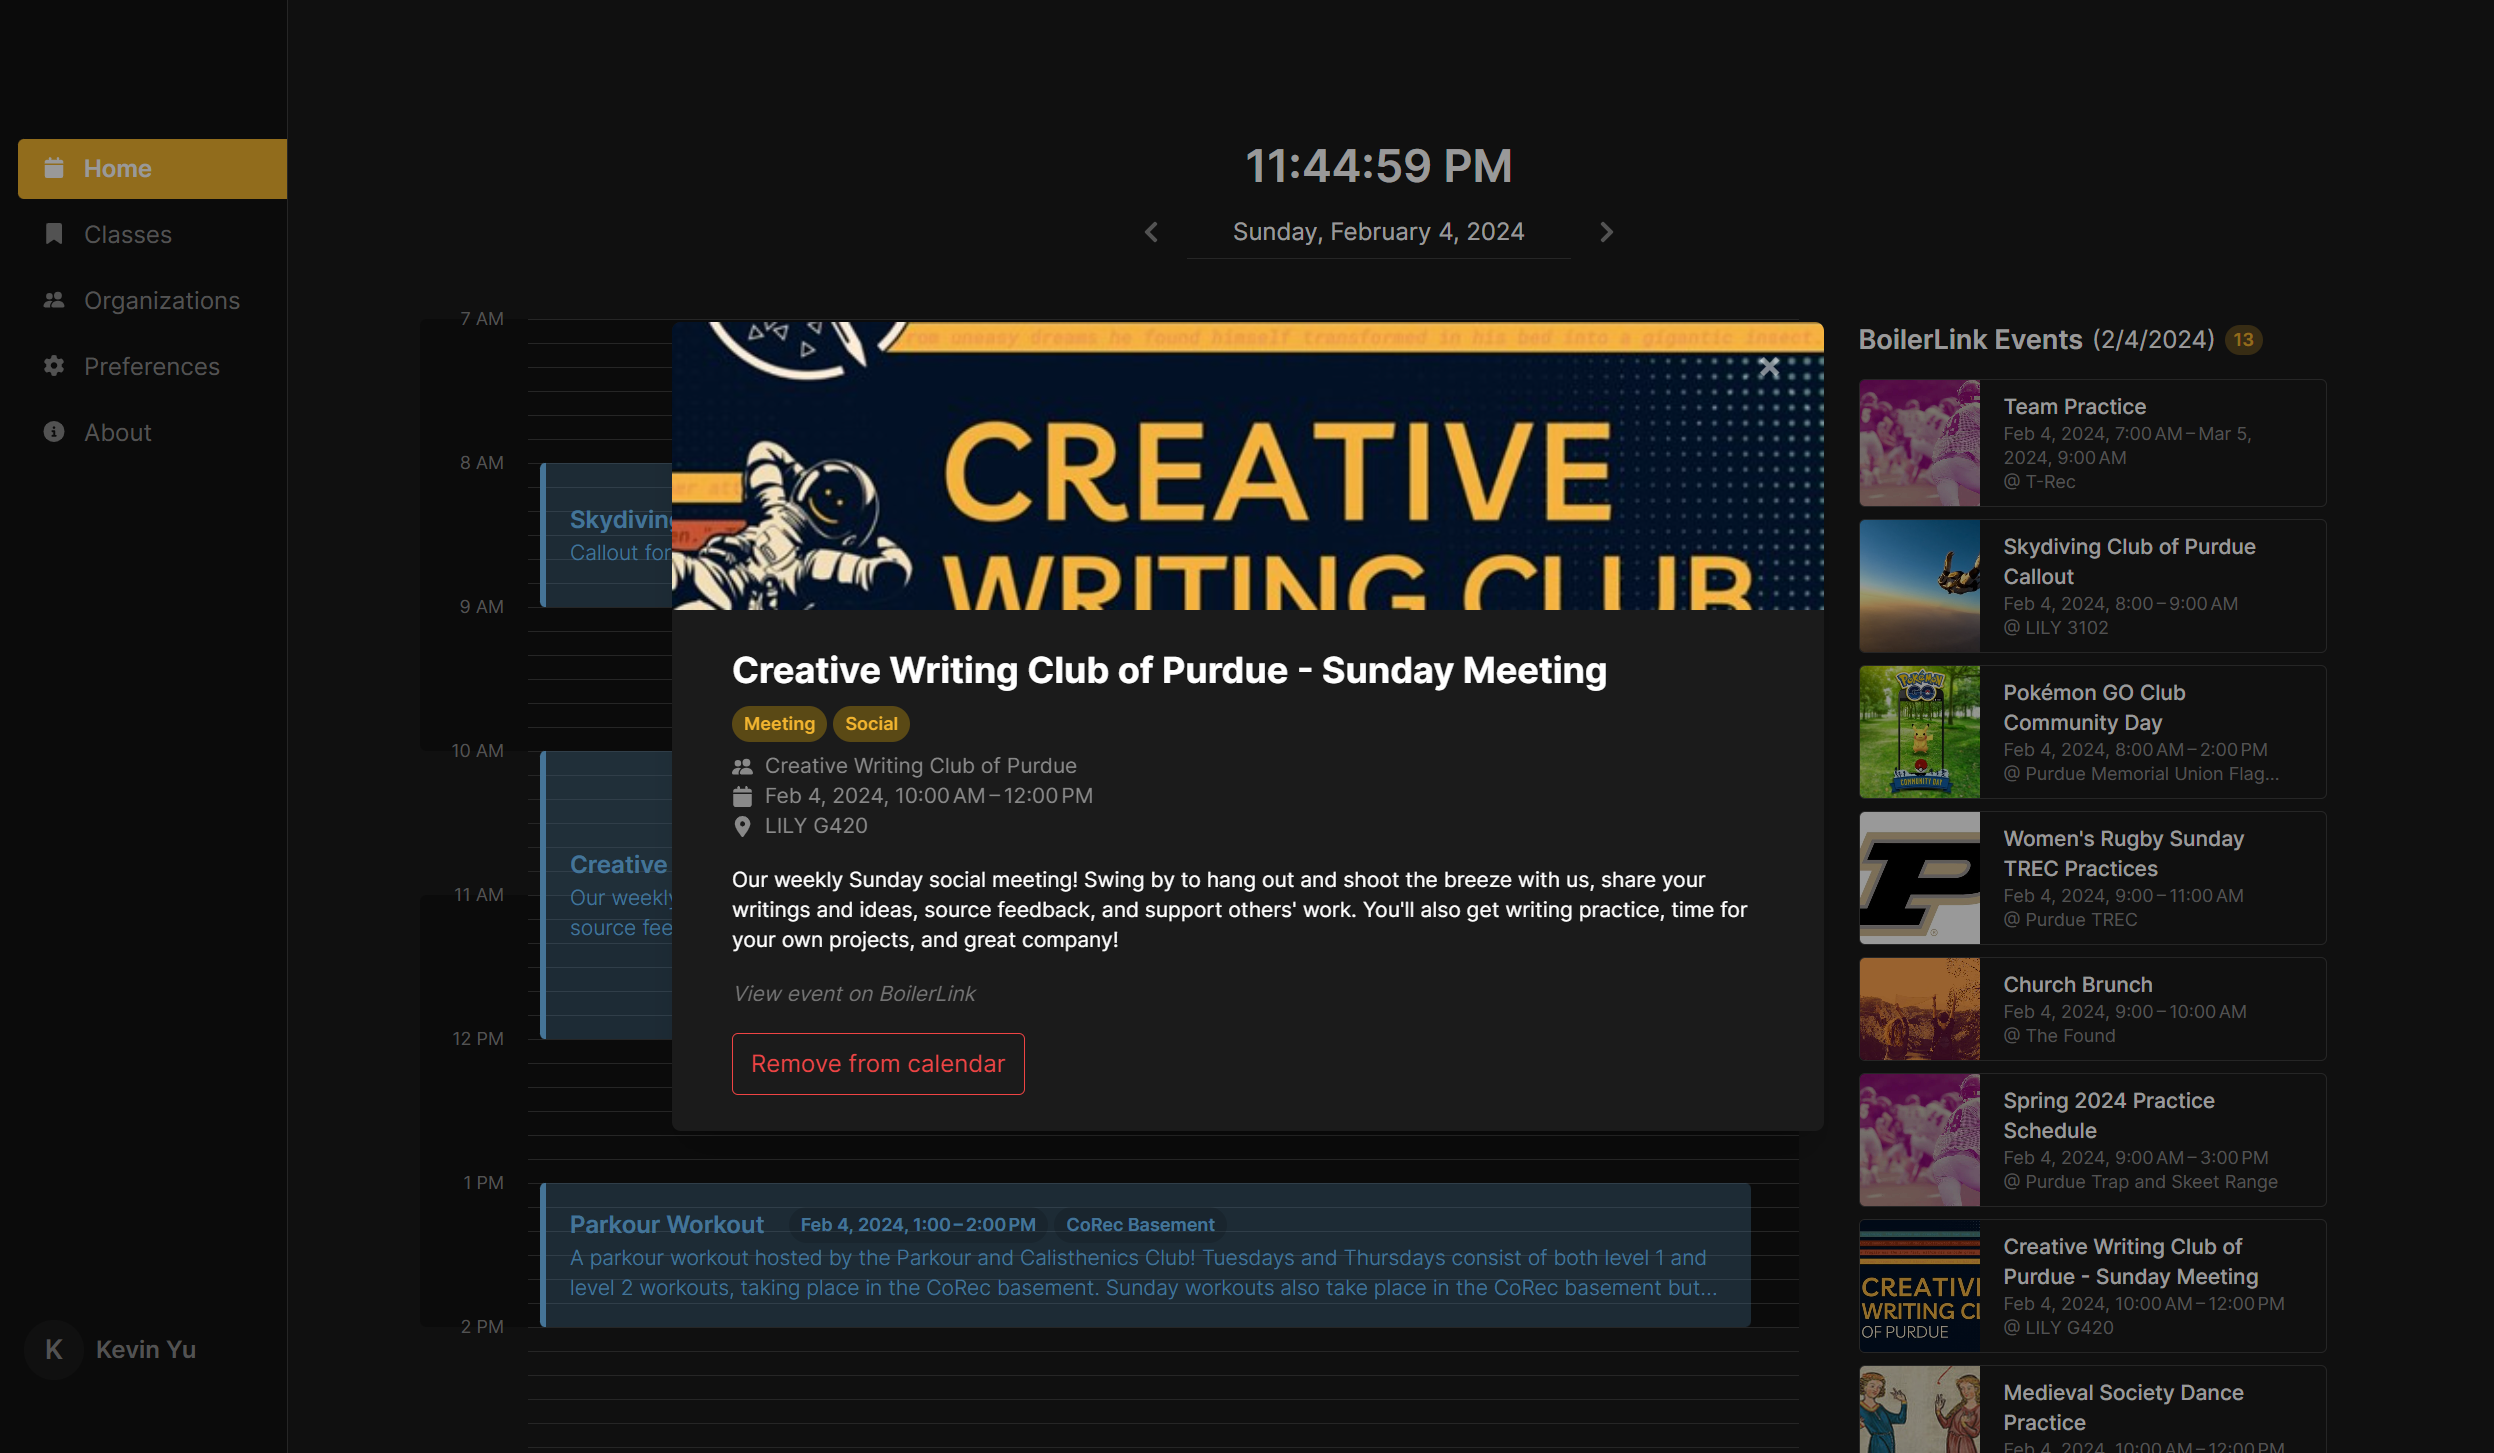 Home
Classes
Organizations
Preferences
About
K
Kevin Yu
11:44:59 PM
Sunday, February 4, 2024
7 AM
8 AM
9 AM
10 AM
11 AM
12 PM
1 PM
2 PM
Skydiving
Callout for
Creative
Our weekly
source fee
Parkour Workout Feb 4, 2024, 1:00 – 2:00 PM CoRec Basement
A parkour workout hosted by the Parkour and Calisthenics Club! Tuesdays and Thursdays consist of both level 1 and
level 2 workouts, taking place in the CoRec basement. Sunday workouts also take place in the CoRec basement but...
rom uneasy dreams he found himself transformed in his bed into a gigantic insect.
CREATIVE
WRITING CLUB
Creative Writing Club of Purdue - Sunday Meeting
Meeting Social
Creative Writing Club of Purdue
Feb 4, 2024, 10:00 AM – 12:00 PM
LILY G420
Our weekly Sunday social meeting! Swing by to hang out and shoot the breeze with us, share your
writings and ideas, source feedback, and support others' work. You'll also get writing practice, time for
your own projects, and great company!
View event on BoilerLink
Remove from calendar
BoilerLink Events (2/4/2024) 13
Team Practice
Feb 4, 2024, 7:00 AM – Mar 5,
2024, 9:00 AM
@ T-Rec
Skydiving Club of Purdue
Callout
Feb 4, 2024, 8:00 – 9:00 AM
@ LILY 3102
POKÉMON
GO
COMMUNITY DAY
Pokémon GO Club
Community Day
Feb 4, 2024, 8:00 AM – 2:00 PM
@ Purdue Memorial Union Flag...
P
Women's Rugby Sunday
TREC Practices
Feb 4, 2024, 9:00 – 11:00 AM
@ Purdue TREC
Church Brunch
Feb 4, 2024, 9:00 – 10:00 AM
@ The Found
Spring 2024 Practice
Schedule
Feb 4, 2024, 9:00 AM – 3:00 PM
@ Purdue Trap and Skeet Range
CREATIV
WRITING CL
OF PURDUE
Creative Writing Club of
Purdue - Sunday Meeting
Feb 4, 2024, 10:00 AM – 12:00 PM
@ LILY G420
Medieval Society Dance
Practice
Feb 4, 2024, 10:00 AM – 12:00 PM